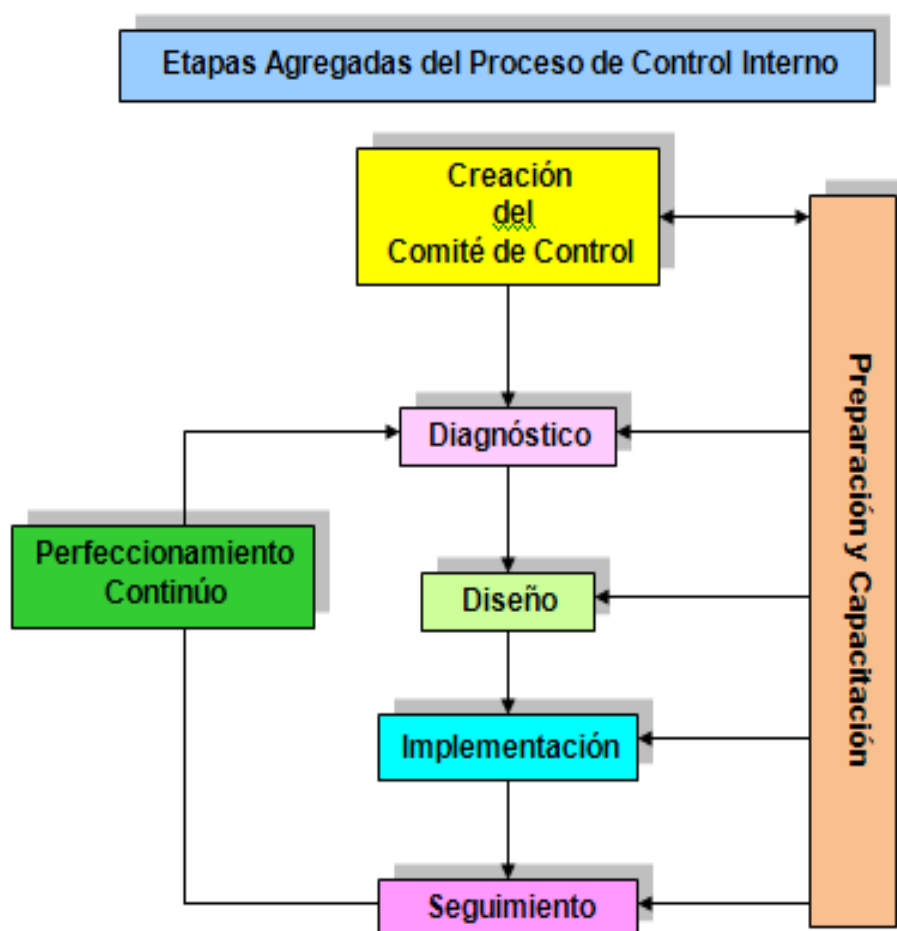 Etapas Agregadas del Proceso de Control Interno
Creación
del
Comité de Control
Preparación y Capacitación
Diagnóstico
Perfeccionamiento
Continúo
Diseño
Implementación
Seguimiento